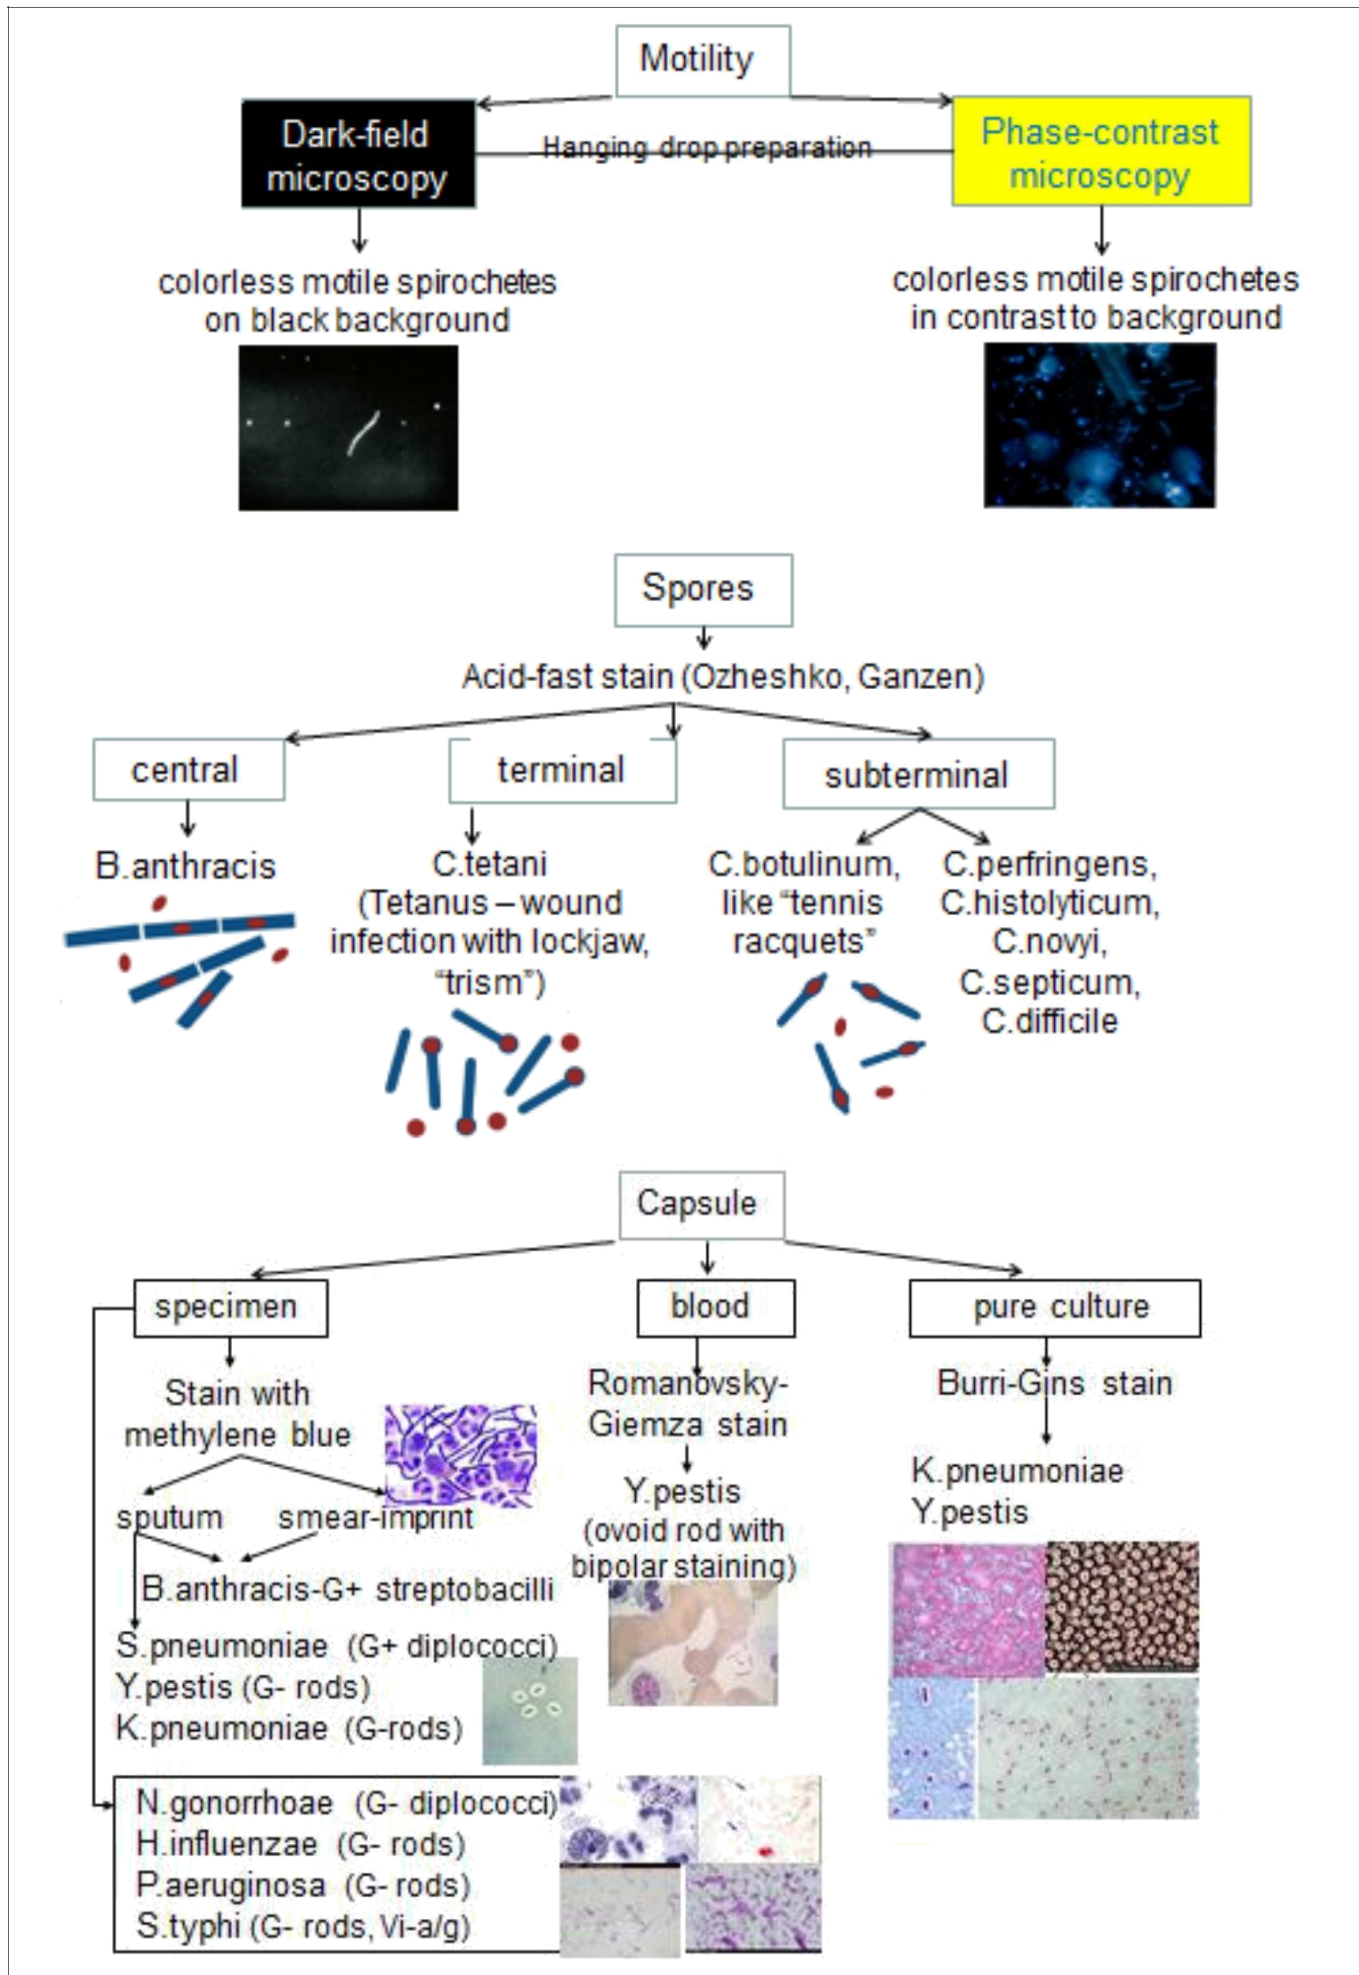 Motility
Dark-field
microscopy
Hanging drop preparation
Phase-contrast
microscopy
colorless motile spirochetes
on black background
colorless motile spirochetes
in contrast to background
Spores
Acid-fast stain (Ozheshko, Ganzen)
central
terminal
subterminal
B.anthracis
C.tetani
(Tetanus – wound
infection with lockjaw,
“trism”)
C.botulinum,
like “tennis
racquets”
C.perfringens,
C.histolyticum,
C.novyi,
C.septicum,
C.difficile
Capsule
specimen
blood
pure culture
Stain with
methylene blue
sputum
smear-imprint
B.anthracis-G+ streptobacilli
S.pneumoniae (G+ diplococci)
Y.pestis (G- rods)
K.pneumoniae (G-rods)
N.gonorrhoae (G- diplococci)
H.influenzae (G- rods)
P.aeruginosa (G- rods)
S.typhi (G- rods, Vi-a/g)
Romanovsky-
Giemza stain
Y.pestis
(ovoid rod with
bipolar staining)
Burri-Gins stain
K.pneumoniae
Y.pestis